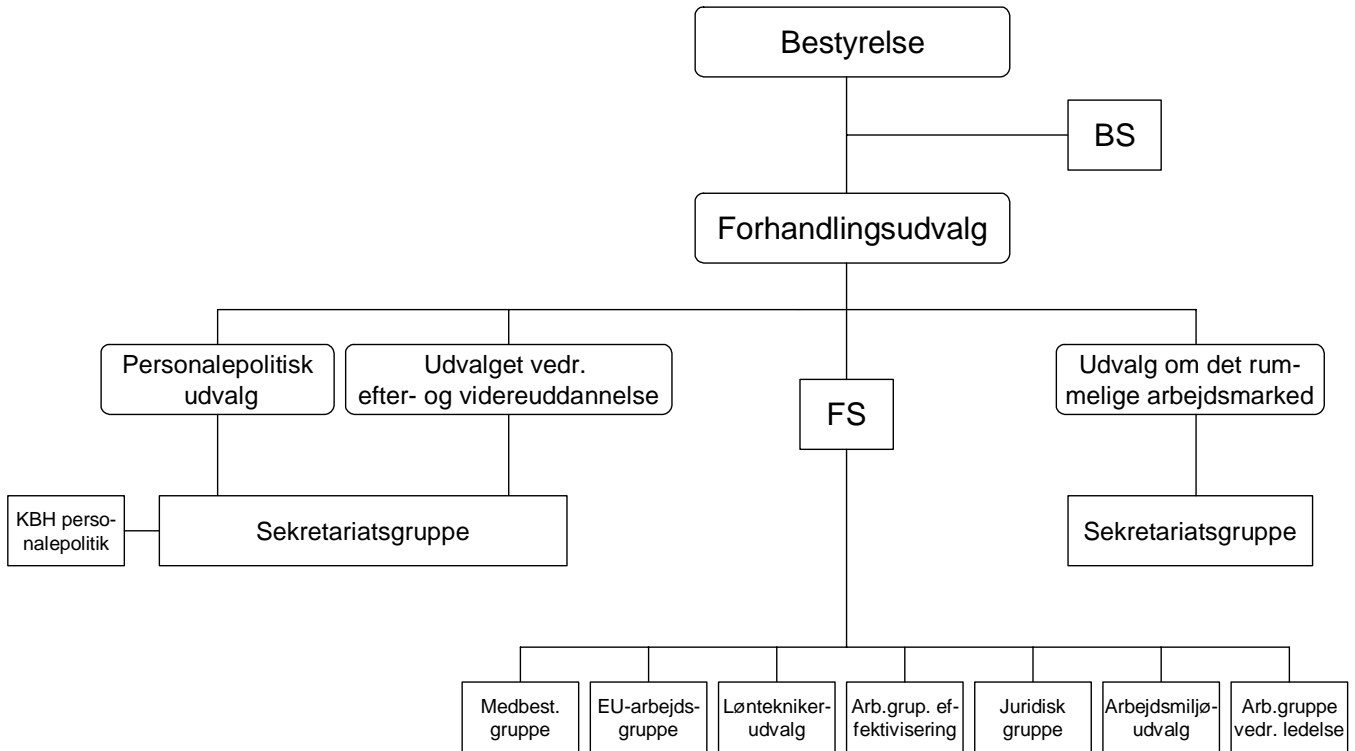 Bestyrelse
BS
Forhandlingsudvalg
Personalepolitisk
udvalg
Udvalget vedr.
efter- og videreuddannelse
FS
Udvalg om det rum-
melige arbejdsmarked
KBH perso-
nalepolitik
Sekretariatsgruppe
Sekretariatsgruppe
Medbest.
gruppe
EU-arbejds-
gruppe
Løntekniker-
udvalg
Arb.grup. ef-
fektivisering
Juridisk
gruppe
Arbejdsmiljø-
udvalg
Arb.gruppe
vedr. ledelse